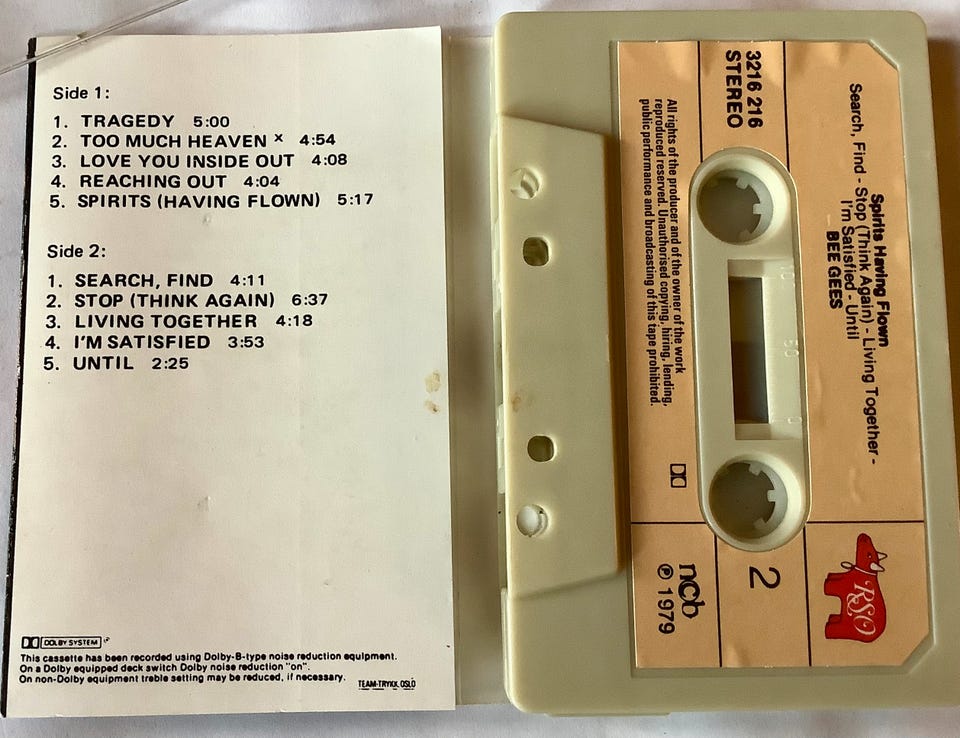 Side 1:
1. TRAGEDY 5:00
2. TOO MUCH HEAVEN x 4:54
3. LOVE YOU INSIDE OUT 4:08
4. REACHING OUT 4:04
5. SPIRITS (HAVING FLOWN) 5:17
Side 2:
1. SEARCH, FIND 4:11
2. STOP (THINK AGAIN) 6:37
3. LIVING TOGETHER 4:18
4. I'M SATISFIED 3:53
5. UNTIL 2:25
DOLBY SYSTEM
This cassette has been recorded using Dolby-B-type noise reduction equipment.
On a Dolby equipped deck switch Dolby noise reduction "on".
On non-Dolby equipment treble setting may be reduced, if necessary.
TEAM-TRYKK, OSLO
Spirits Having Flown
Search, Find - Stop (Think Again) - Living Together -
I'm Satisfied - Until
BEE GEES
3216 216
STEREO
All rights of the producer and of the owner of the work
reproduced reserved. Unauthorised copying, hiring, lending,
public performance and broadcasting of this tape prohibited.
100
50
0
RSO
2
ncb
℗ 1979